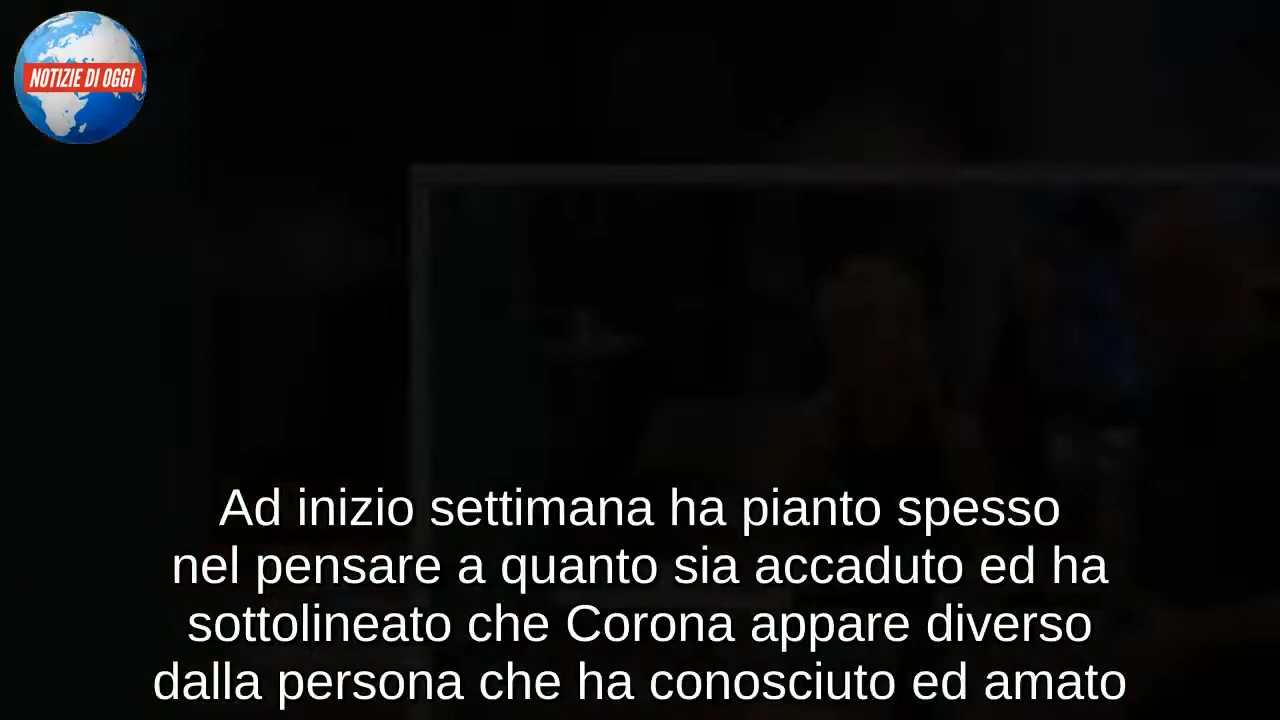 NOTIZIE DI OGGI
Ad inizio settimana ha pianto spesso
nel pensare a quanto sia accaduto ed ha
sottolineato che Corona appare diverso
dalla persona che ha conosciuto ed amato